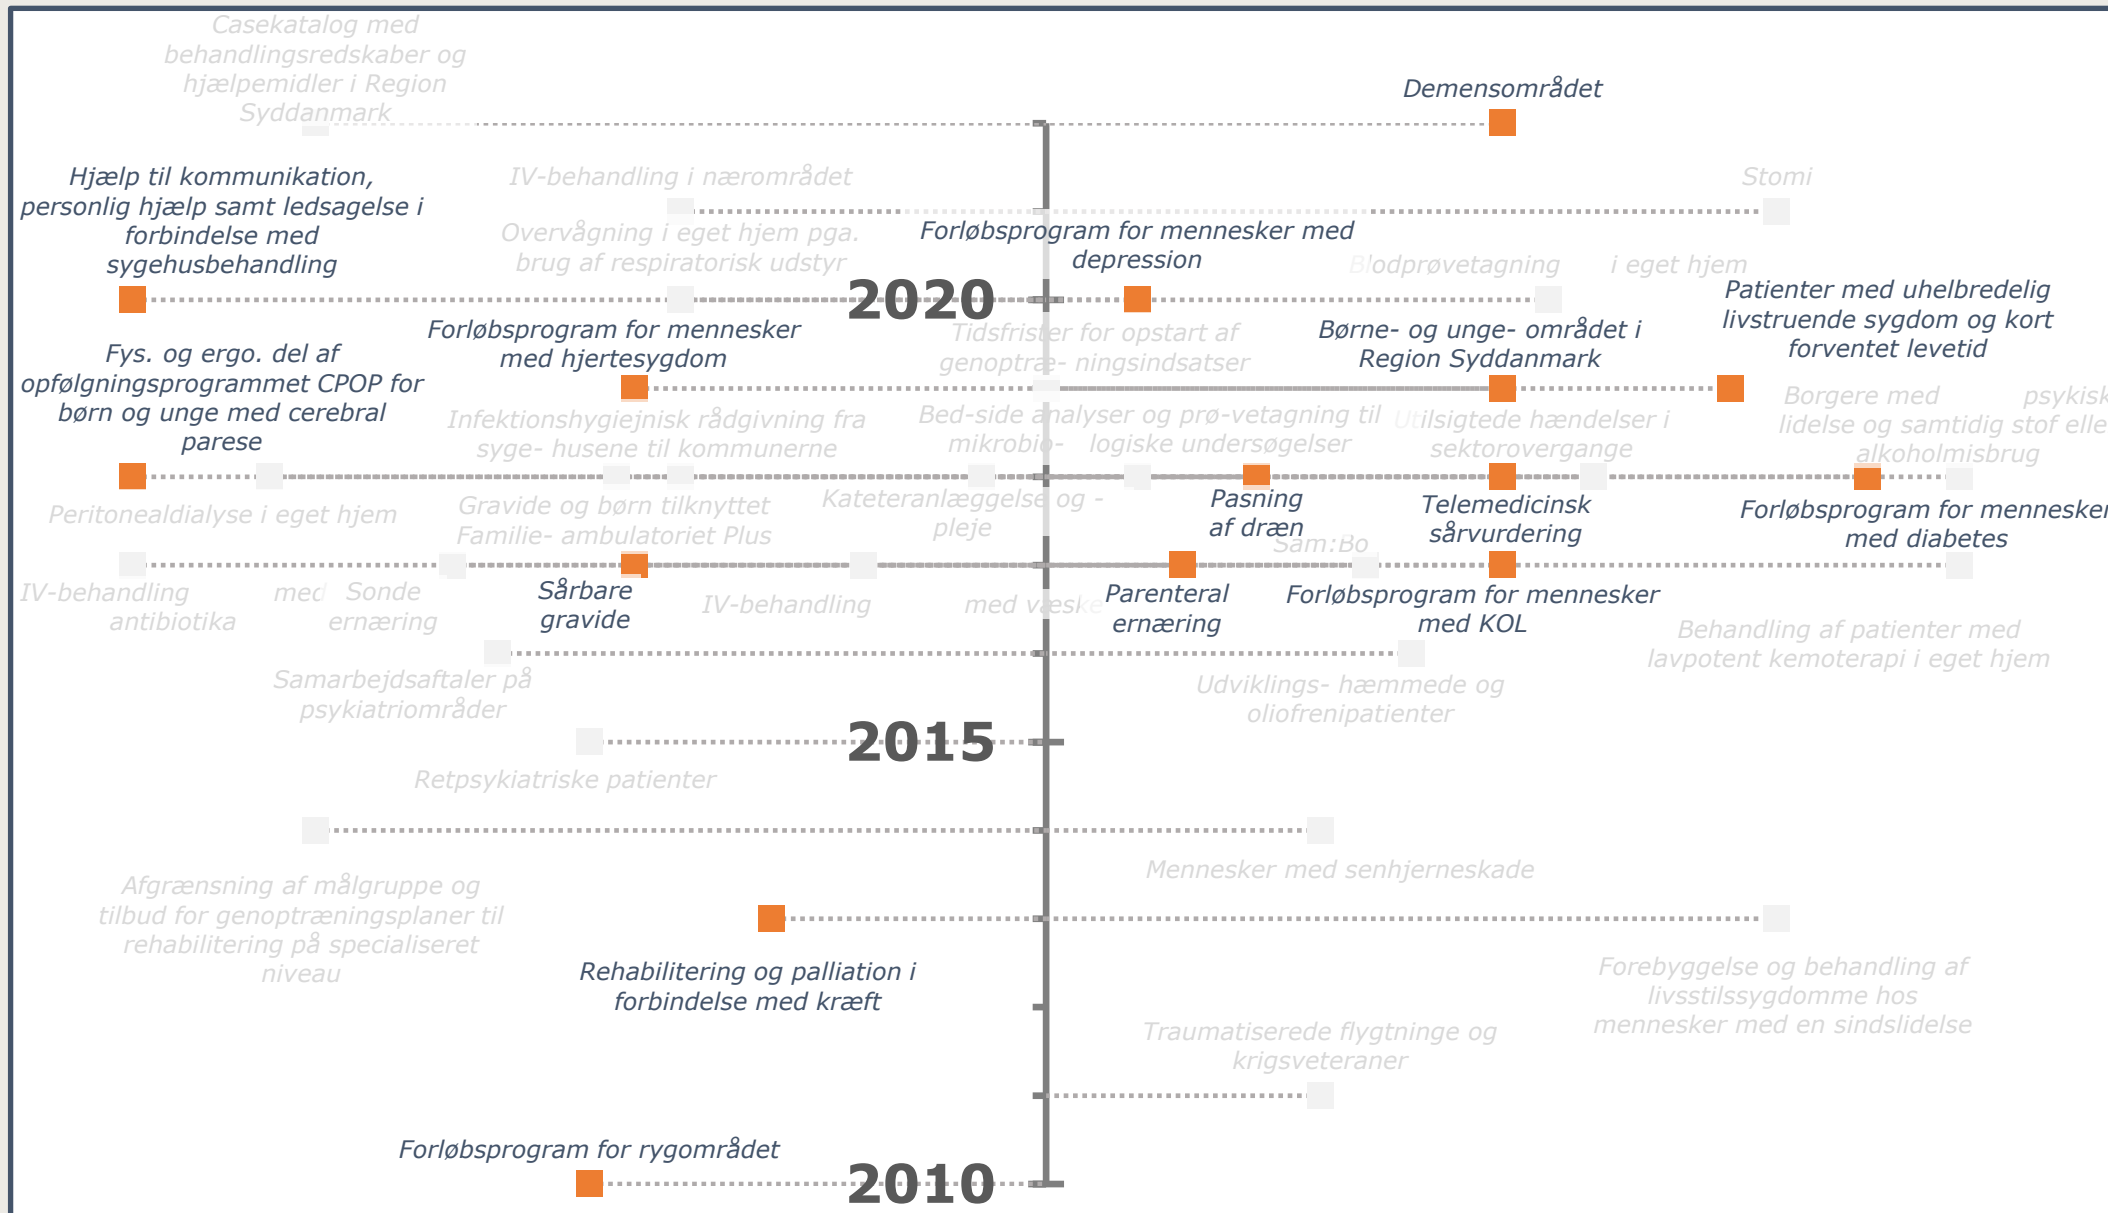 Casekatalog med
behandlingsredskaber og
hjælpemidler i Region
Syddanmark
Demensområdet
Hjælp til kommunikation,
personlig hjælp samt ledsagelse i
forbindelse med
sygehusbehandling
IV-behandling i nærområdet
Stomi
Overvågning i eget hjem pga.
brug af respiratorisk udstyr
Forløbsprogram for mennesker med
depression
Blodprøvetagning i eget hjem
2020
Patienter med uhelbredelig
livstruende sygdom og kort
forventet levetid
Fys. og ergo. del af
opfølgningsprogrammet CPOP for
børn og unge med cerebral
parese
Forløbsprogram for mennesker
med hjertesygdom
Tidsfrister for opstart af
genoptræ- ningsindsatser
Børne- og unge- området i
Region Syddanmark
Infektionshygiejnisk rådgivning fra
syge- husene til kommunerne
Bed-side analyser og prø-vetagning til
mikrobio- logiske undersøgelser
Utilsigtede hændelser i
sektorovergange
Borgere med psykisk
lidelse og samtidig stof elle
alkoholmisbrug
Peritonealdialyse i eget hjem
Gravide og børn tilknyttet
Familie- ambulatoriet Plus
Kateteranlæggelse og -
pleje
Pasning
af dræn
Telemedicinsk
sårvurdering
Forløbsprogram for mennesker
med diabetes
Sam:Bo
IV-behandling med
antibiotika
Sonde
ernæring
Sårbare
gravide
IV-behandling med væske
Parenteral
ernæring
Forløbsprogram for mennesker
med KOL
Behandling af patienter med
lavpotent kemoterapi i eget hjem
Samarbejdsaftaler på
psykiatriområder
Udviklings- hæmmede og
oliofrenipatienter
2015
Retpsykiatriske patienter
Afgrænsning af målgruppe og
tilbud for genoptræningsplaner til
rehabilitering på specialiseret
niveau
Mennesker med senhjerneskade
Rehabilitering og palliation i
forbindelse med kræft
Forebyggelse og behandling af
livsstilssygdomme hos
mennesker med en sindslidelse
Traumatiserede flygtninge og
krigsveteraner
Forløbsprogram for rygområdet
2010